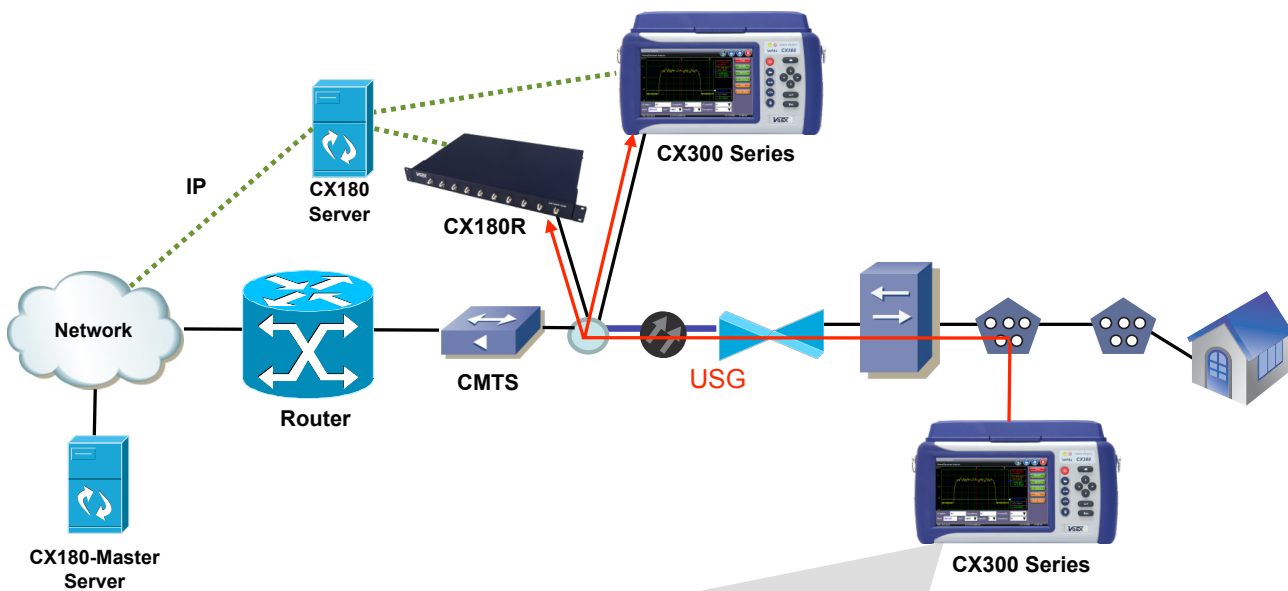 CX300 Series
IP
CX180
Server
CX180R
Network
Router
CMTS
USG
CX180-Master
Server
CX300 Series